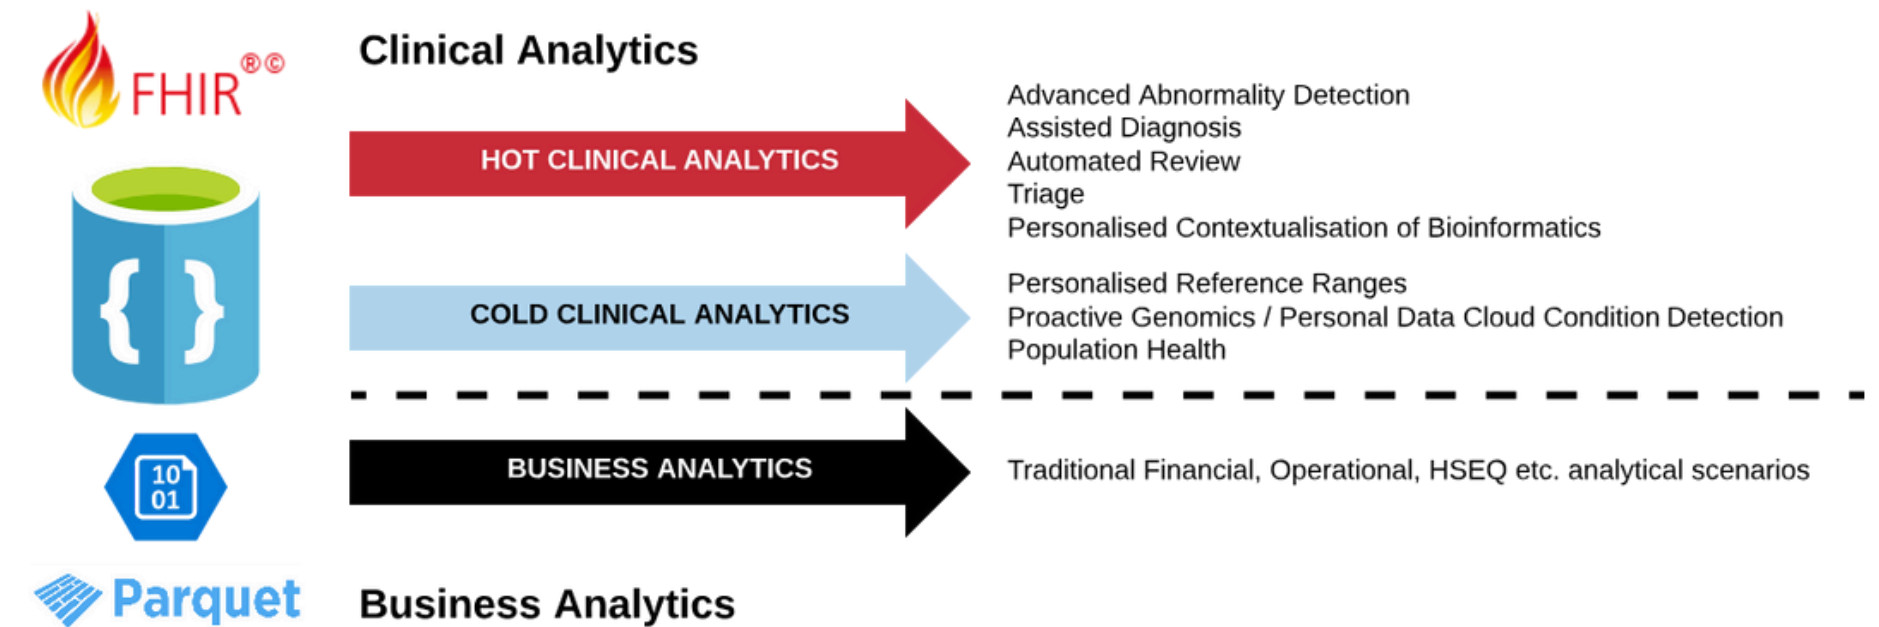 FHIR®©
Clinical Analytics
HOT CLINICAL ANALYTICS
Advanced Abnormality Detection
Assisted Diagnosis
Automated Review
Triage
Personalised Contextualisation of Bioinformatics
{ }
COLD CLINICAL ANALYTICS
Personalised Reference Ranges
Proactive Genomics / Personal Data Cloud Condition Detection
Population Health
10
01
BUSINESS ANALYTICS
Traditional Financial, Operational, HSEQ etc. analytical scenarios
Parquet
Business Analytics